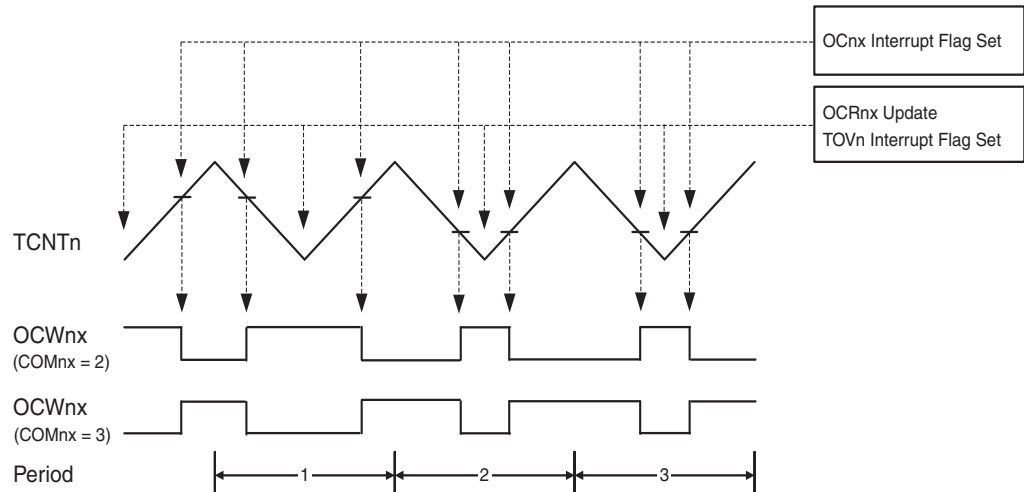 OCnx Interrupt Flag Set
OCRnx Update
TOVn Interrupt Flag Set
TCNTn
OCWnx
(COMnx = 2)
OCWnx
(COMnx = 3)
Period
1
2
3